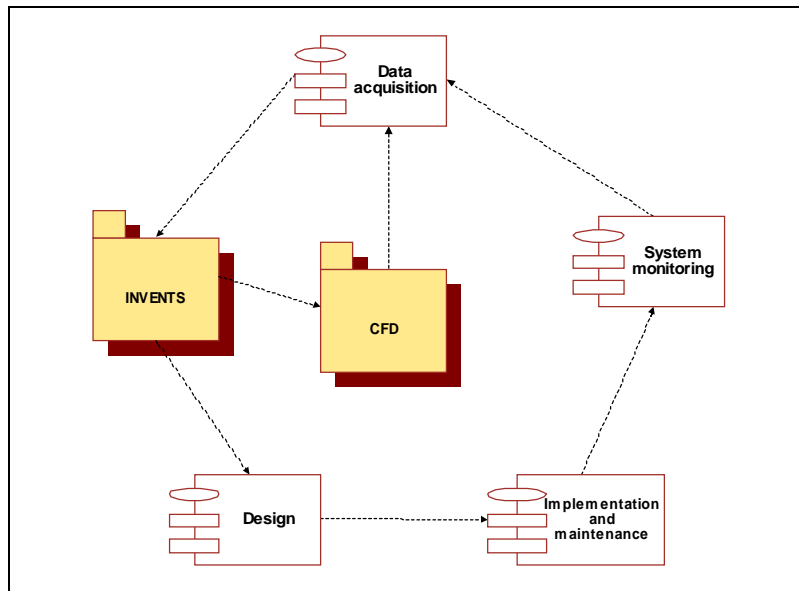 Data
acquisition
System
monitoring
INVENTS
CFD
Design
Implementation
and
maintenance